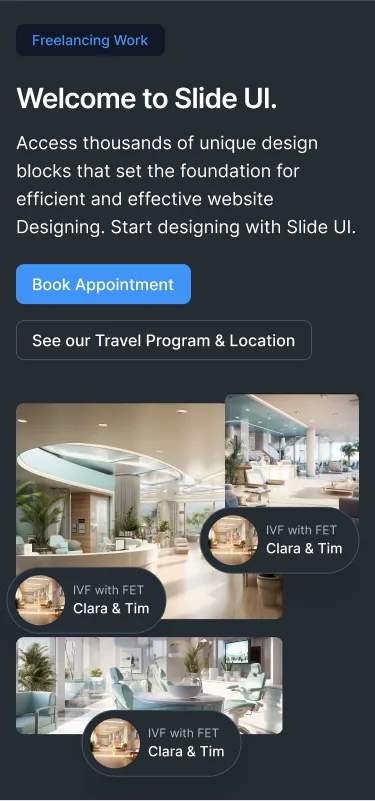 Freelancing Work
Welcome to Slide UI.
Access thousands of unique design
blocks that set the foundation for
efficient and effective website
Designing. Start designing with Slide UI.
Book Appointment
See our Travel Program & Location
IVF with FET
Clara & Tim
IVF with FET
Clara & Tim
IVF with FET
Clara & Tim